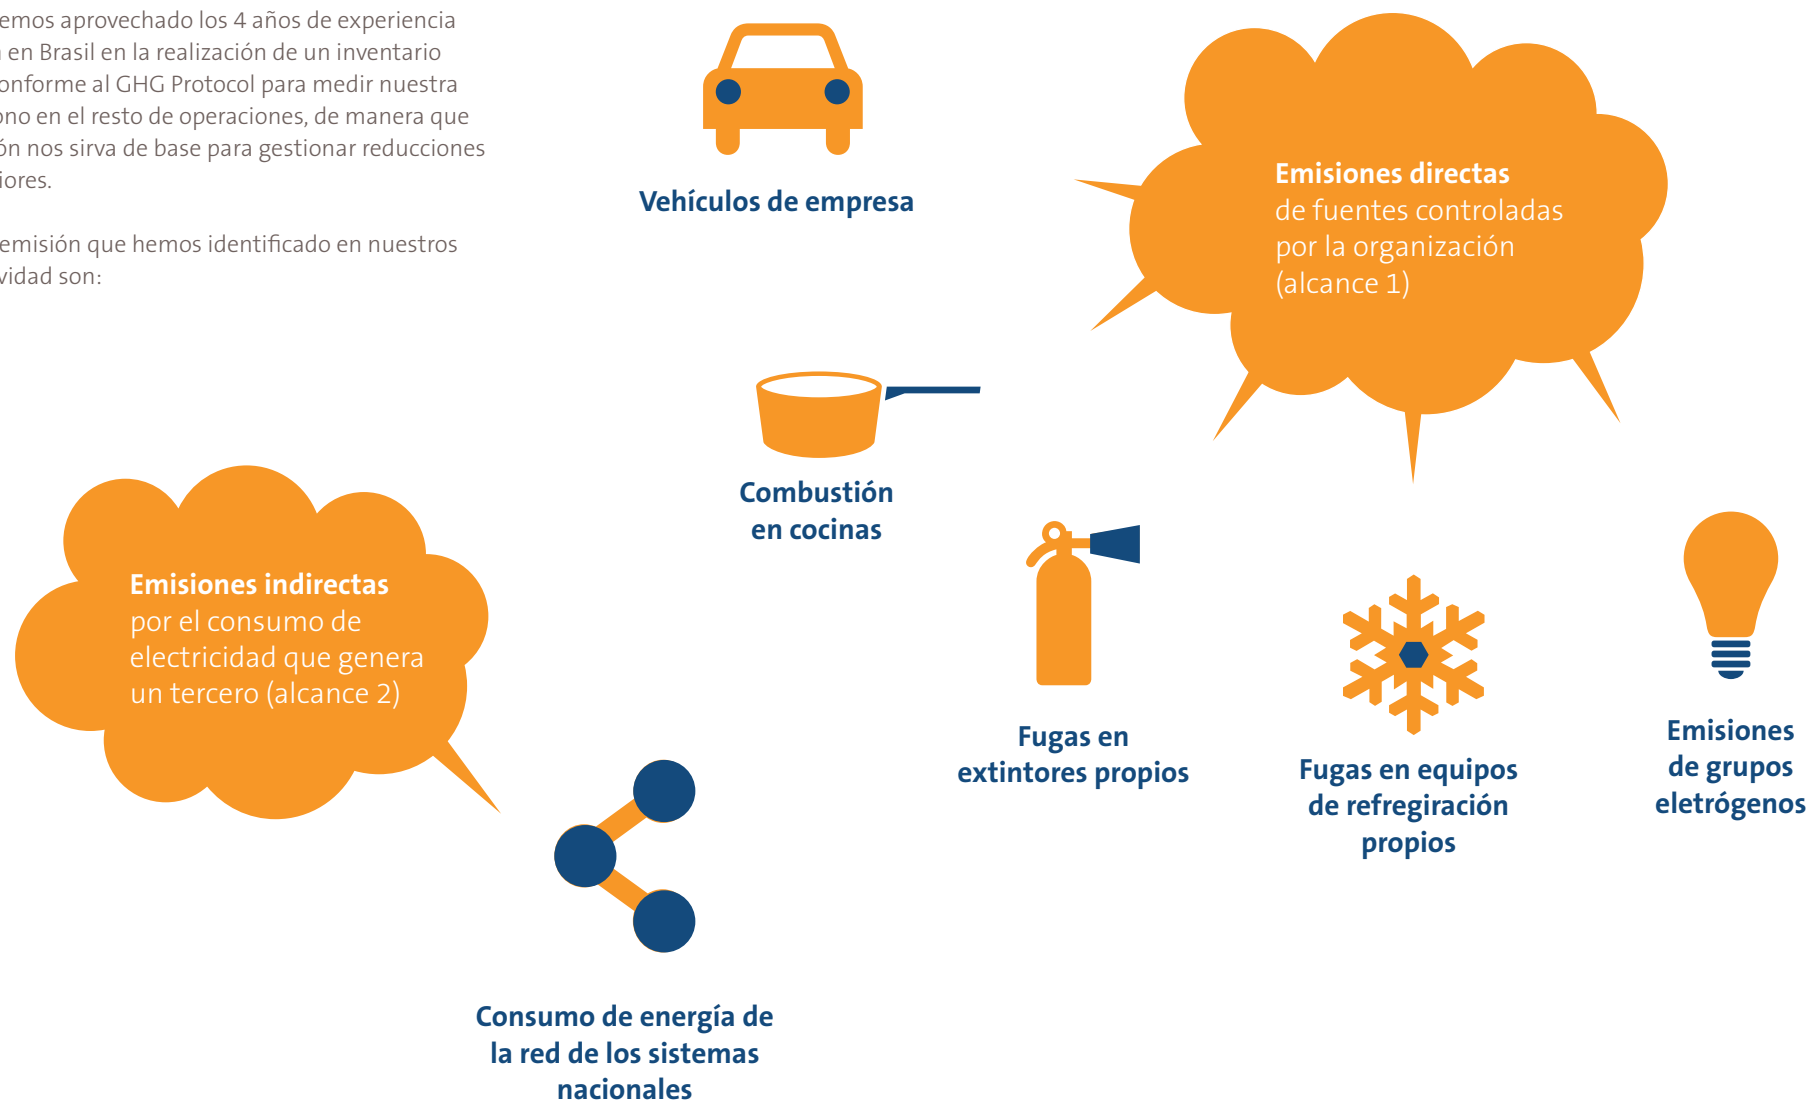 emos aprovechado los 4 años de experiencia
en Brasil en la realización de un inventario
onforme al GHG Protocol para medir nuestra
ono en el resto de operaciones, de manera que
ón nos sirva de base para gestionar reducciones
iores.
emisión que hemos identificado en nuestros
vidad son:
Vehículos de empresa
Emisiones directas
de fuentes controladas
por la organización
(alcance 1)
Combustión
en cocinas
Emisiones indirectas
por el consumo de
electricidad que genera
un tercero (alcance 2)
Fugas en
extintores propios
Fugas en equipos
de refregiración
propios
Emisiones
de grupos
eletrógenos
Consumo de energía de
la red de los sistemas
nacionales